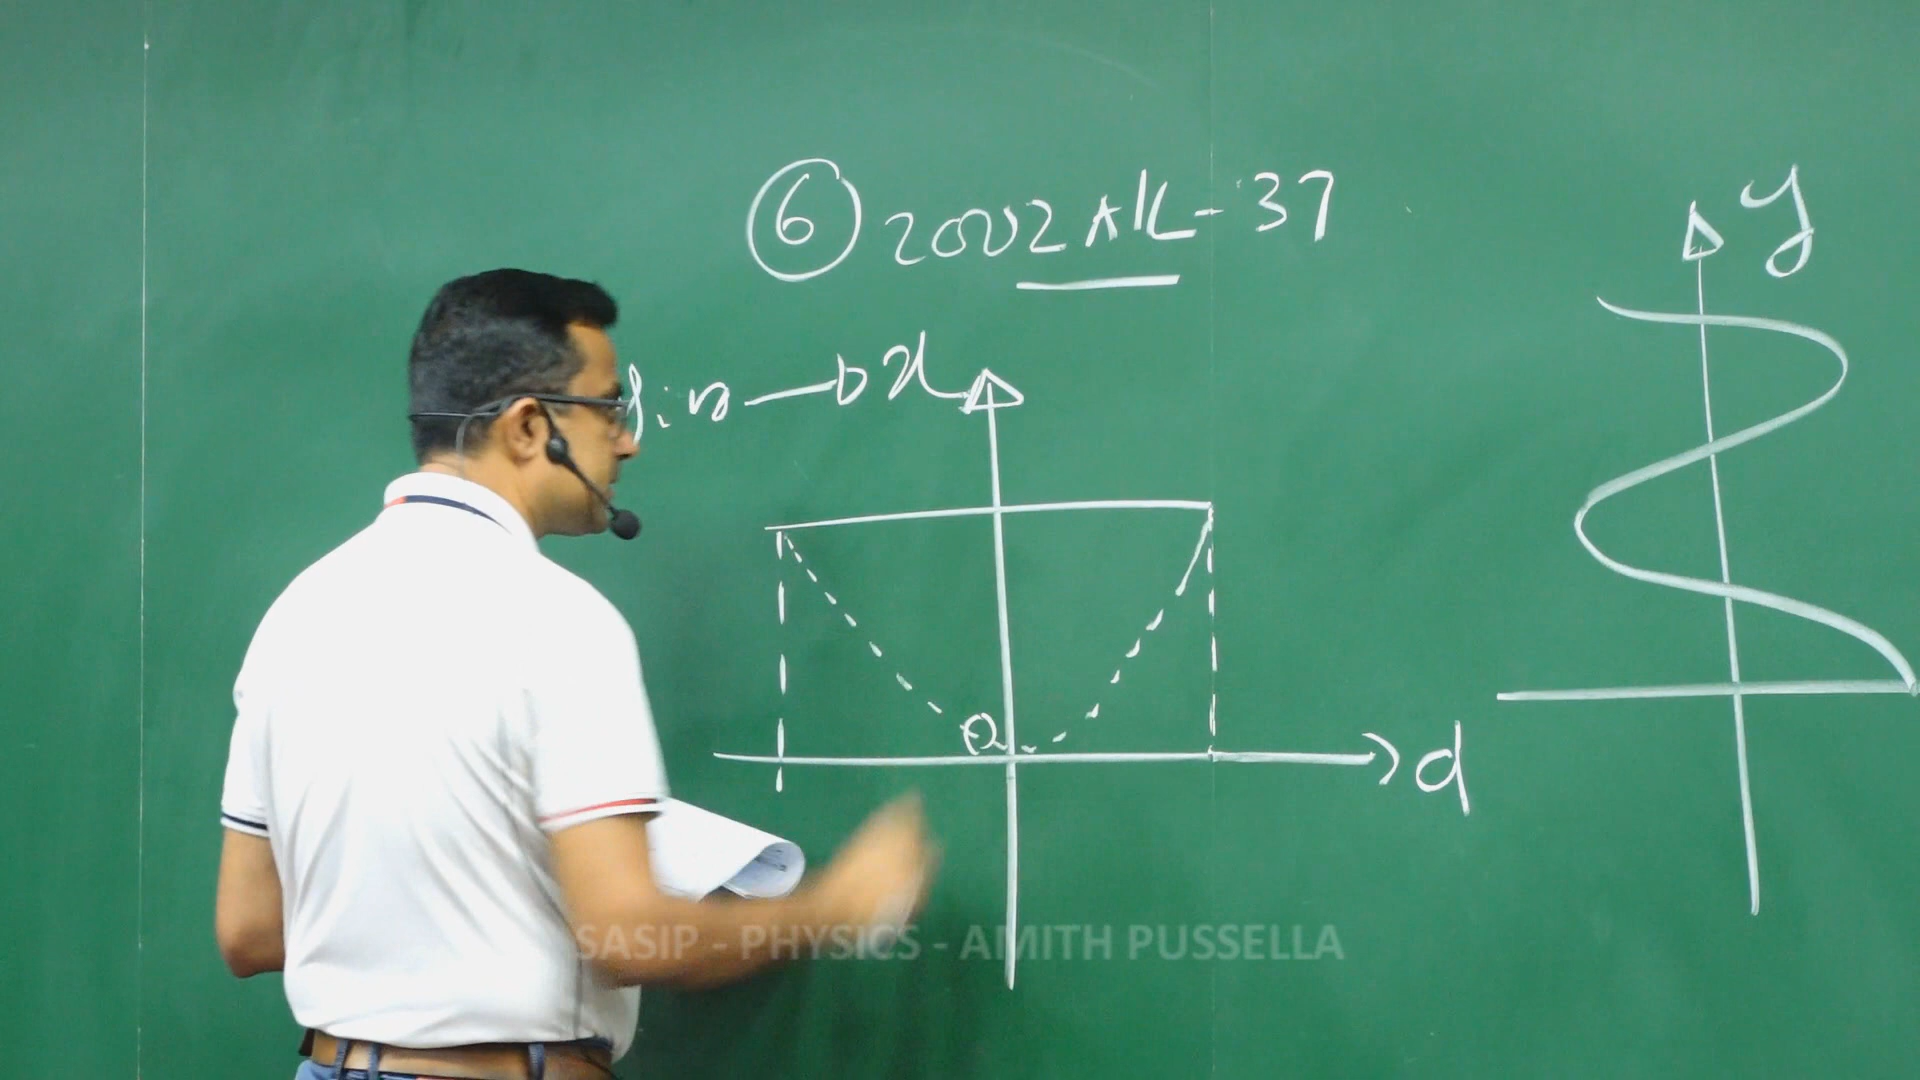 ⑥ 2002 A/L - 37
x
y
O
d
SASIP - PHYSICS - AMITH PUSSELLA